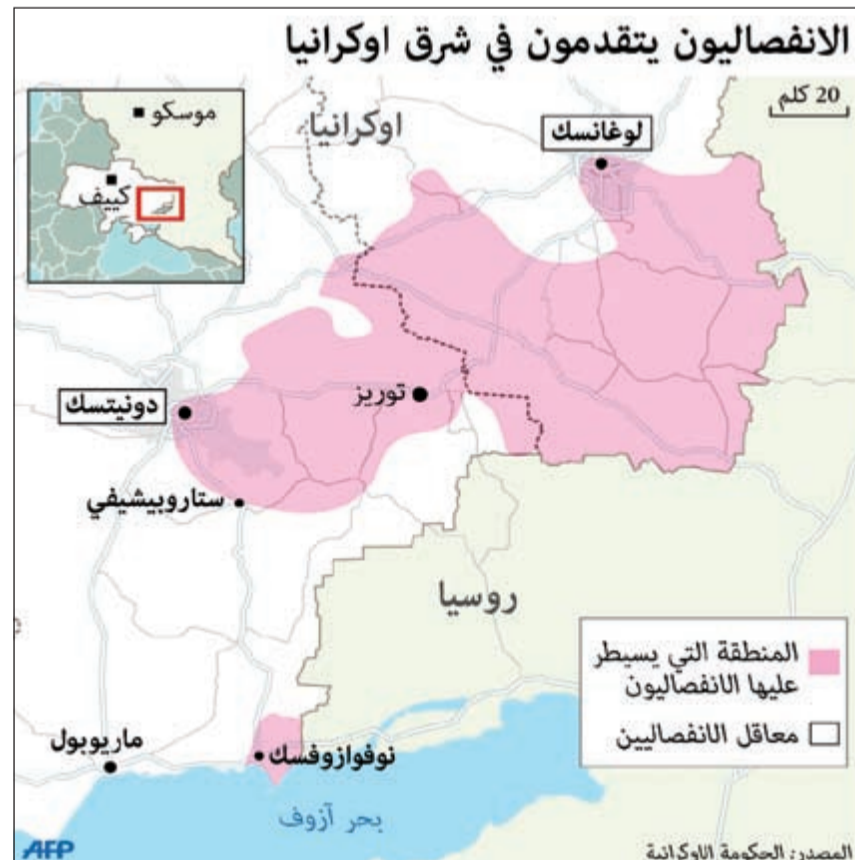 الانفصاليون يتقدمون في شرق اوكرانيا
20 كلم
موسكو
كييف
اوكرانيا
لوغانسك
توريز
دونيتسك
ستاروبيشيفي
روسيا
المنطقة التي يسيطر
عليها الانفصاليون
معاقل الانفصاليين
ماريوبول
نوفوازوفسك
بحر آزوف
AFP
المصدر: الحكومة الاوكرانية